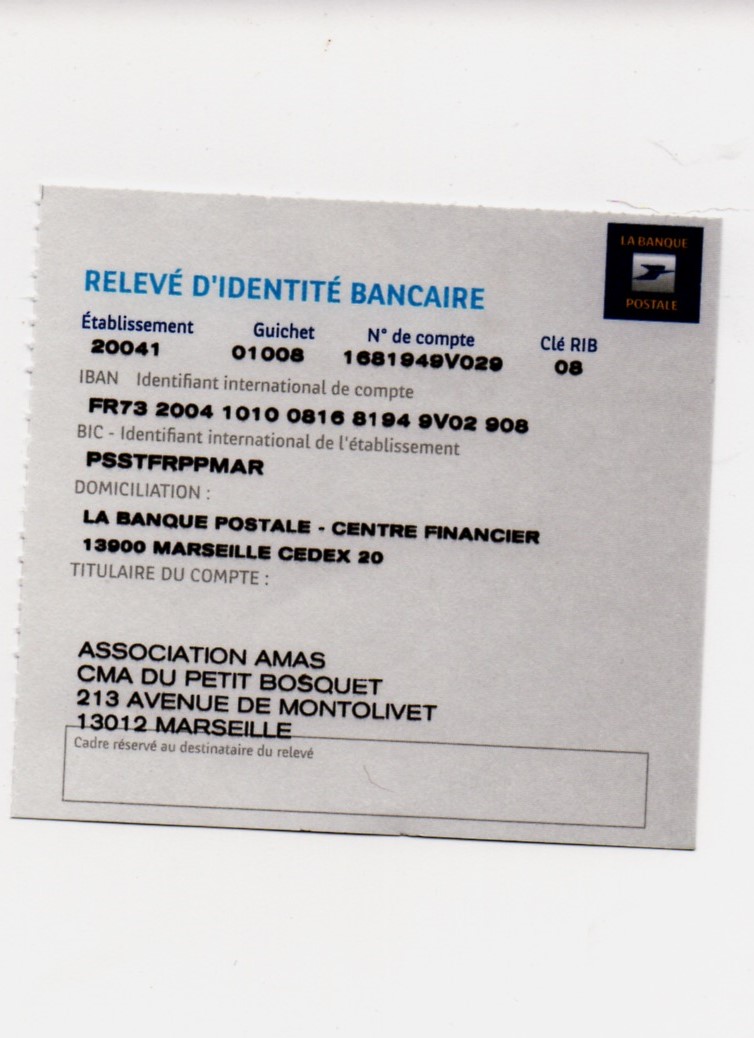 LA BANQUE
POSTALE
RELEVÉ D'IDENTITÉ BANCAIRE
Établissement Guichet N° de compte Clé RIB
20041 01008 1681949V029 08
IBAN Identifiant international de compte
FR73 2004 1010 0816 8194 9V02 908
BIC - Identifiant international de l'établissement
PSSTFRPPMAR
DOMICILIATION :
LA BANQUE POSTALE - CENTRE FINANCIER
13900 MARSEILLE CEDEX 20
TITULAIRE DU COMPTE :
ASSOCIATION AMAS
CMA DU PETIT BOSQUET
213 AVENUE DE MONTOLIVET
13012 MARSEILLE
Cadre réservé au destinataire du relevé